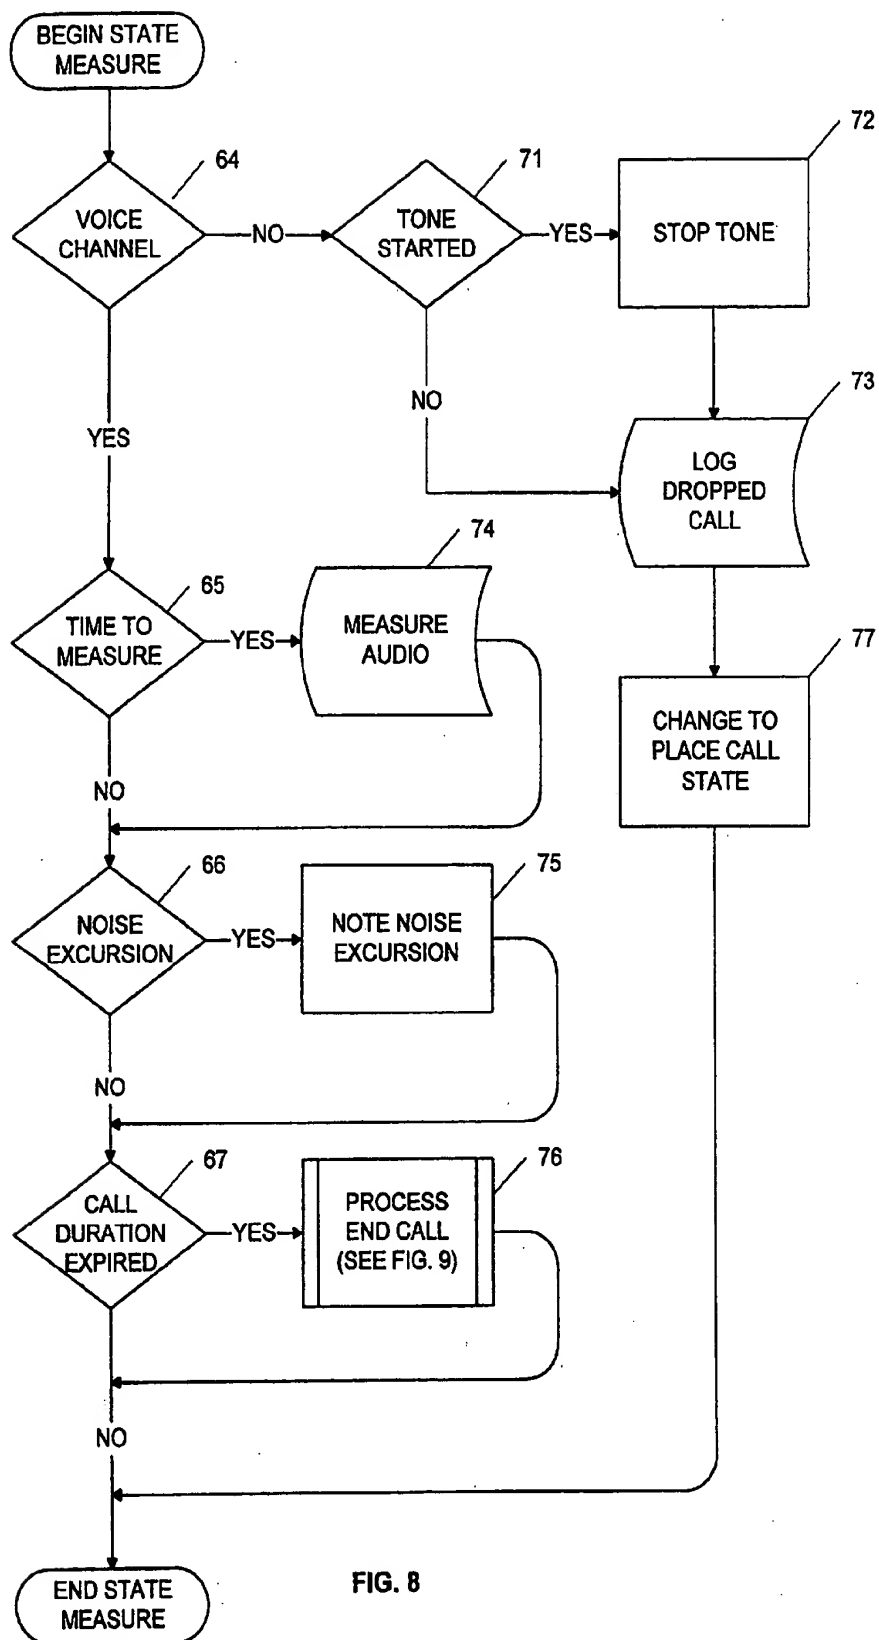 BEGIN STATE
MEASURE
64
VOICE
CHANNEL
NO
71
TONE
STARTED
YES
72
STOP TONE
YES
NO
73
LOG
DROPPED
CALL
65
TIME TO
MEASURE
YES
74
MEASURE
AUDIO
77
CHANGE TO
PLACE CALL
STATE
NO
66
NOISE
EXCURSION
YES
75
NOTE NOISE
EXCURSION
NO
67
CALL
DURATION
EXPIRED
YES
76
PROCESS
END CALL
(SEE FIG. 9)
NO
END STATE
MEASURE
FIG. 8